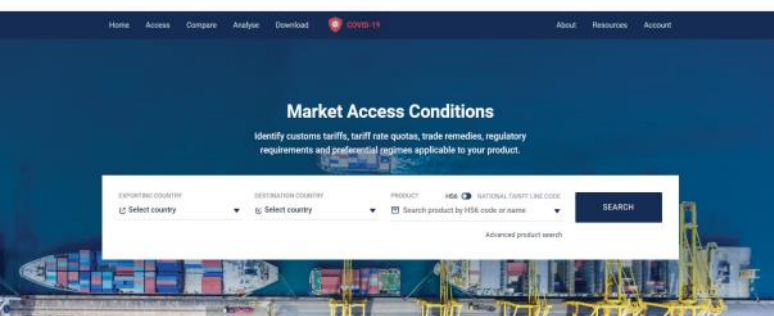 Home Access Compare Analyse Download COVID-19 About Resources Account
Market Access Conditions
Identify customs tariffs, tariff rate quotas, trade remedies, regulatory
requirements and preferential regimes applicable to your product.
EXPORTING COUNTRY DESTINATION COUNTRY PRODUCT HS6 NATIONAL TARIFF LINE CODE
Select country Select country Search product by HS6 code or name SEARCH
Advanced product search